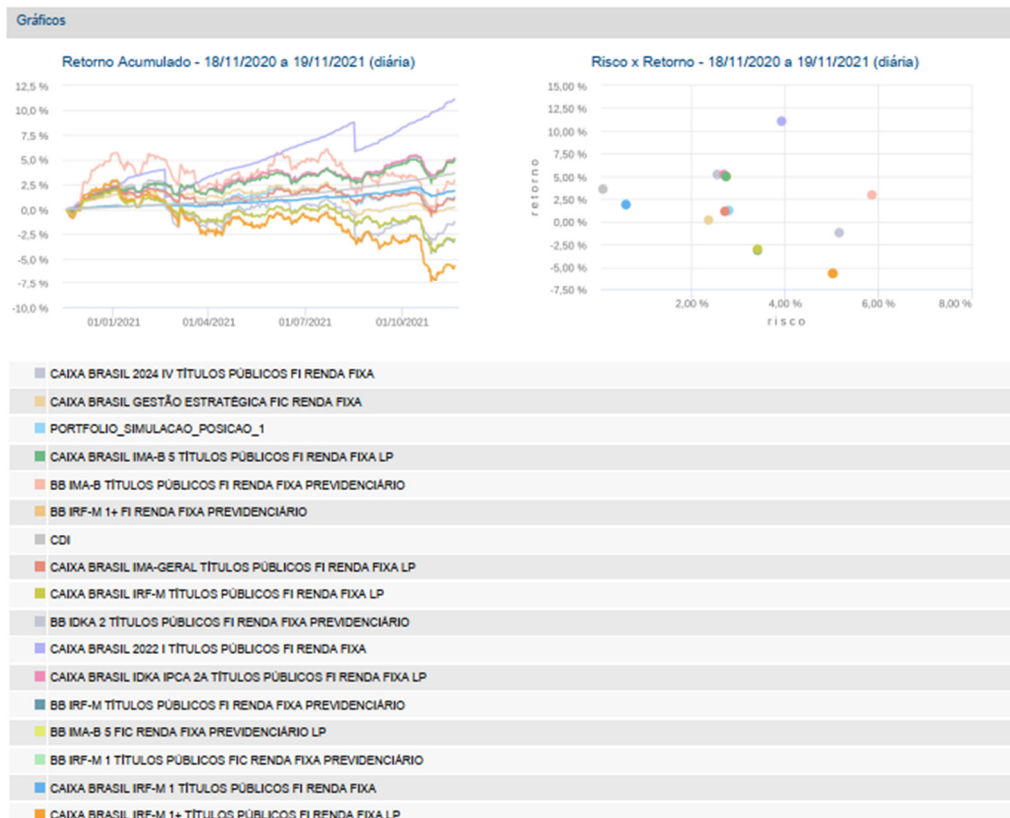 Gráficos
Retorno Acumulado - 18/11/2020 a 19/11/2021 (diária)
12,5 %
10,0 %
7,5 %
5,0 %
2,5 %
0,0 %
-2,5 %
-5,0 %
-7,5 %
-10,0 %
01/01/2021 01/04/2021 01/07/2021 01/10/2021
Risco x Retorno - 18/11/2020 a 19/11/2021 (diária)
retorno
15,00 %
12,50 %
10,00 %
7,50 %
5,00 %
2,50 %
0,00 %
-2,50 %
-5,00 %
-7,50 %
2,00 % 4,00 % 6,00 % 8,00 %
risco
CAIXA BRASIL 2024 IV TÍTULOS PÚBLICOS FI RENDA FIXA
CAIXA BRASIL GESTÃO ESTRATÉGICA FIC RENDA FIXA
PORTFOLIO_SIMULACAO_POSICAO_1
CAIXA BRASIL IMA-B 5 TÍTULOS PÚBLICOS FI RENDA FIXA LP
BB IMA-B TÍTULOS PÚBLICOS FI RENDA FIXA PREVIDENCIÁRIO
BB IRF-M 1+ FI RENDA FIXA PREVIDENCIÁRIO
CDI
CAIXA BRASIL IMA-GERAL TÍTULOS PÚBLICOS FI RENDA FIXA LP
CAIXA BRASIL IRF-M TÍTULOS PÚBLICOS FI RENDA FIXA LP
BB IDKA 2 TÍTULOS PÚBLICOS FI RENDA FIXA PREVIDENCIÁRIO
CAIXA BRASIL 2022 I TÍTULOS PÚBLICOS FI RENDA FIXA
CAIXA BRASIL IDKA IPCA 2A TÍTULOS PÚBLICOS FI RENDA FIXA LP
BB IRF-M TÍTULOS PÚBLICOS FI RENDA FIXA PREVIDENCIÁRIO
BB IMA-B 5 FIC RENDA FIXA PREVIDENCIÁRIO LP
BB IRF-M 1 TÍTULOS PÚBLICOS FIC RENDA FIXA PREVIDENCIÁRIO
CAIXA BRASIL IRF-M 1 TÍTULOS PÚBLICOS FI RENDA FIXA
CAIXA BRASIL IRF-M 1+ TÍTULOS PÚBLICOS FI RENDA FIXA LP